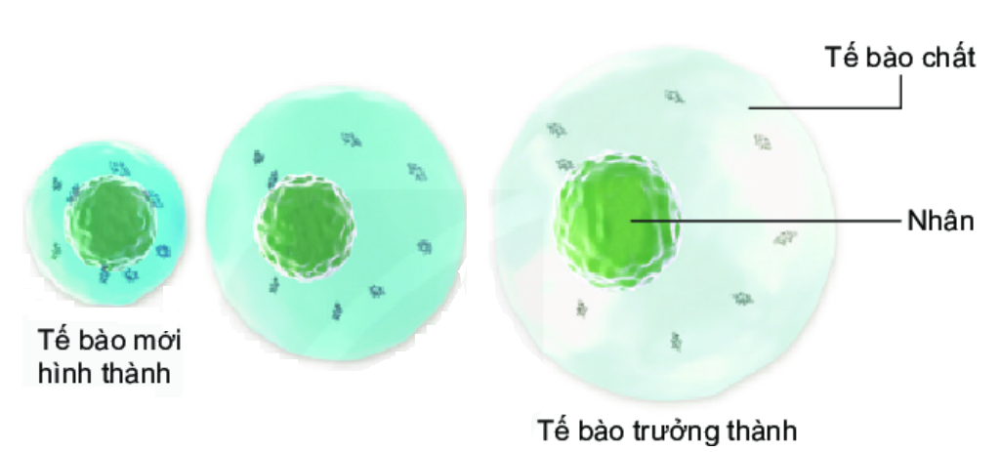 Tế bào chất
Nhân
Tế bào mới
hình thành
Tế bào trưởng thành